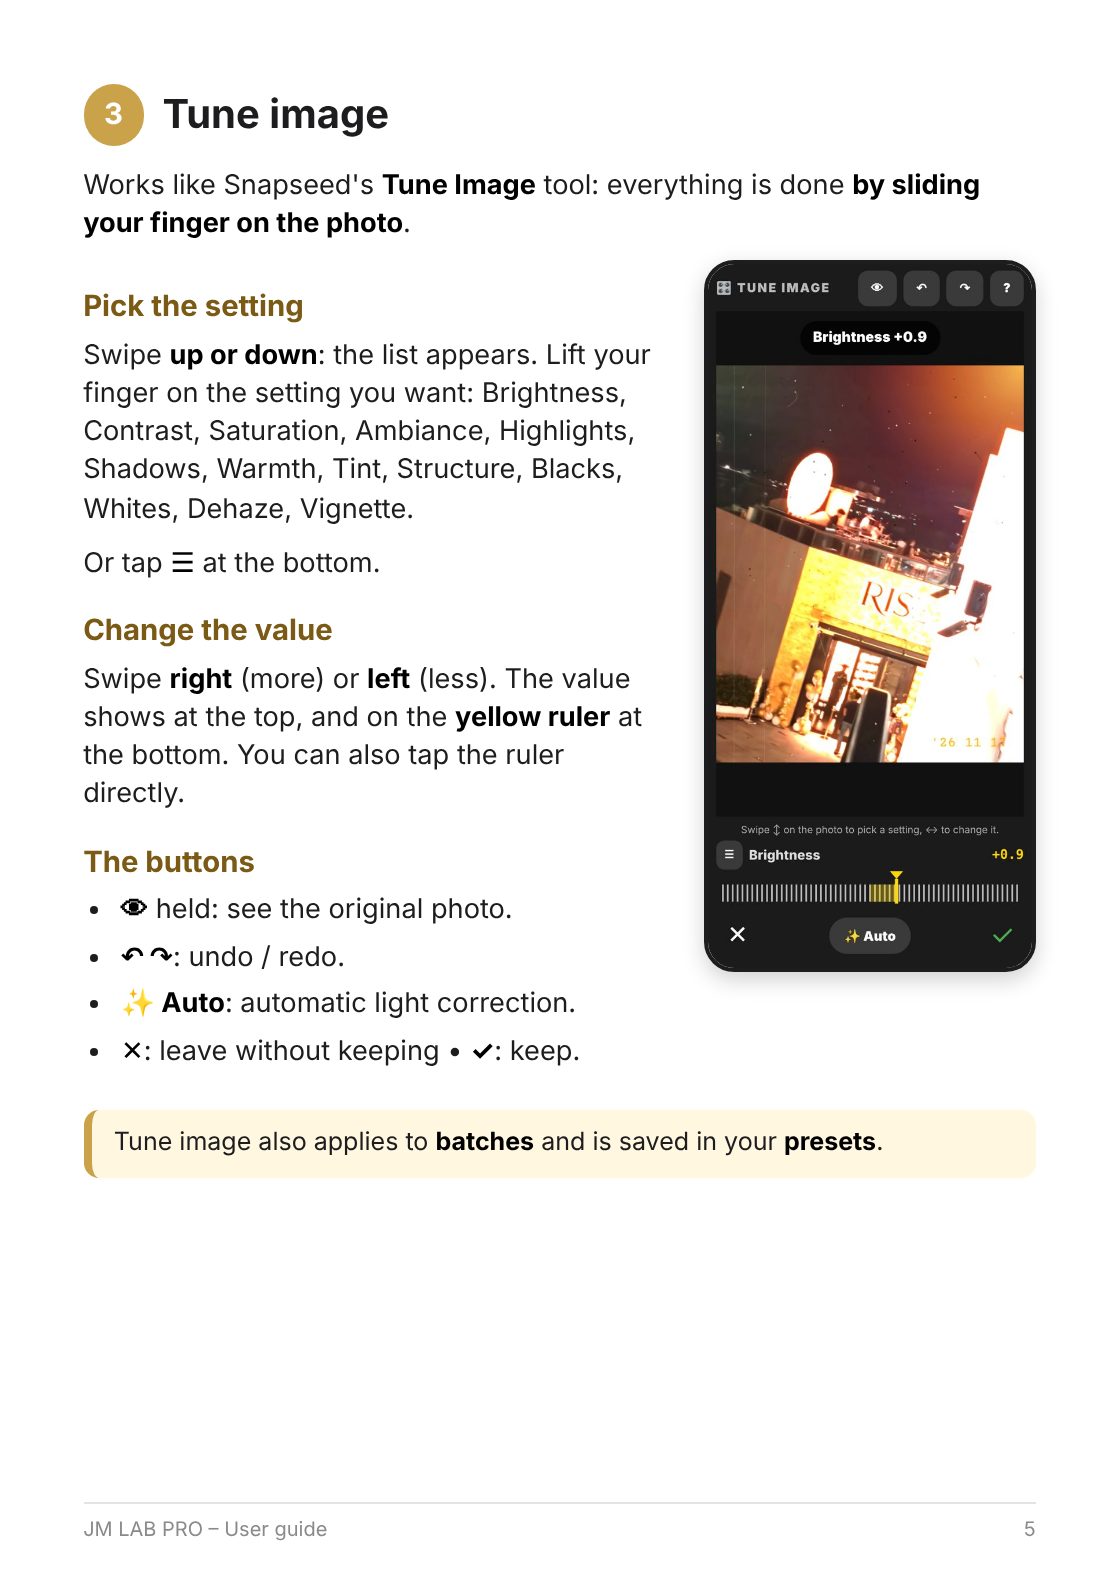 3 Tune image
Works like Snapseed's Tune Image tool: everything is done by sliding
your finger on the photo.
Pick the setting
Swipe up or down: the list appears. Lift your
finger on the setting you want: Brightness,
Contrast, Saturation, Ambiance, Highlights,
Shadows, Warmth, Tint, Structure, Blacks,
Whites, Dehaze, Vignette.
Or tap ☰ at the bottom.
Change the value
Swipe right (more) or left (less). The value
shows at the top, and on the yellow ruler at
the bottom. You can also tap the ruler
directly.
The buttons
• 👁 held: see the original photo.
• ↶ ↷: undo / redo.
• ✨ Auto: automatic light correction.
• ✕: leave without keeping • ✓: keep.
TUNE IMAGE 👁 ↶ ↷ ?
Brightness +0.9
RIS
'26 11
Swipe ↕ on the photo to pick a setting, ↔ to change it.
☰ Brightness +0.9
✕ ✨ Auto ✓
Tune image also applies to batches and is saved in your presets.
JM LAB PRO – User guide 5